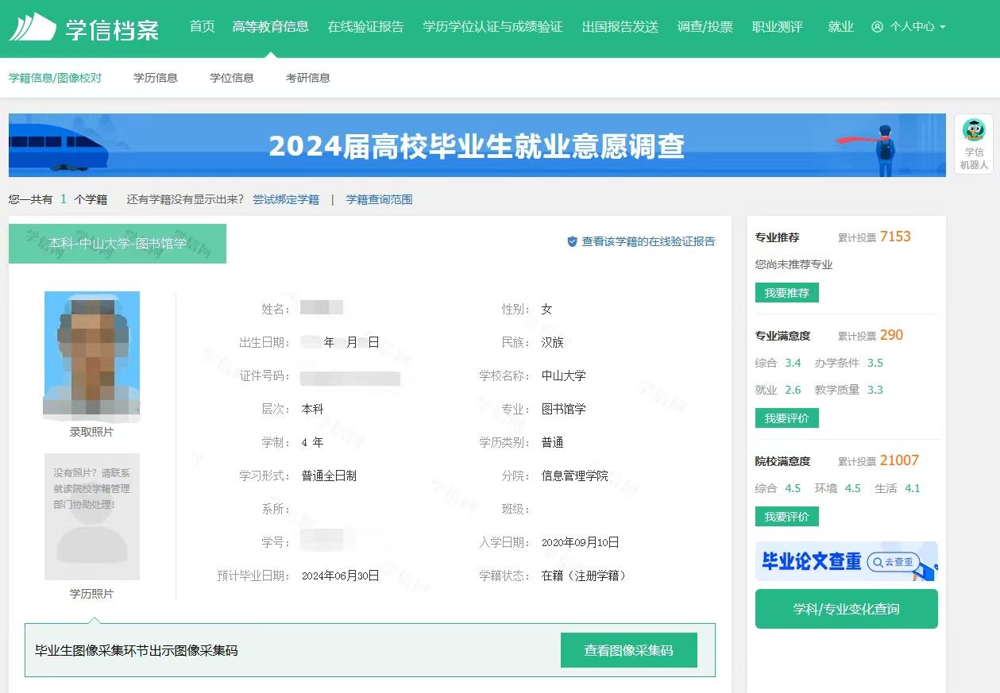 学信档案 首页 高等教育信息 在线验证报告 学历学位认证与成绩验证 出国报告发送 调查/投票 职业测评 就业 个人中心
学籍信息/图像校对 学历信息 学位信息 考研信息
2024届高校毕业生就业意愿调查
学信
机器人
您一共有 1 个学籍 还有学籍没有显示出来? 尝试绑定学籍 | 学籍查询范围
本科-中山大学-图书馆学
查看该学籍的在线验证报告
录取照片
没有照片?请联系
就读院校学籍管理
部门协助处理!
学历照片
姓名: 性别: 女
出生日期: 年 月 日 民族: 汉族
证件号码: 学校名称: 中山大学
层次: 本科 专业: 图书馆学
学制: 4 年 学历类别: 普通
学习形式: 普通全日制 分院: 信息管理学院
系所: 班级:
学号: 入学日期: 2020年09月10日
预计毕业日期: 2024年06月30日 学籍状态: 在籍(注册学籍)
毕业生图像采集环节出示图像采集码 查看图像采集码
专业推荐 累计投票 7153
您尚未推荐专业
我要推荐
专业满意度 累计投票 290
综合 3.4 办学条件 3.5
就业 2.6 教学质量 3.3
我要评价
院校满意度 累计投票 21007
综合 4.5 环境 4.5 生活 4.1
我要评价
毕业论文查重 去查重
学科/专业变化查询
学信网